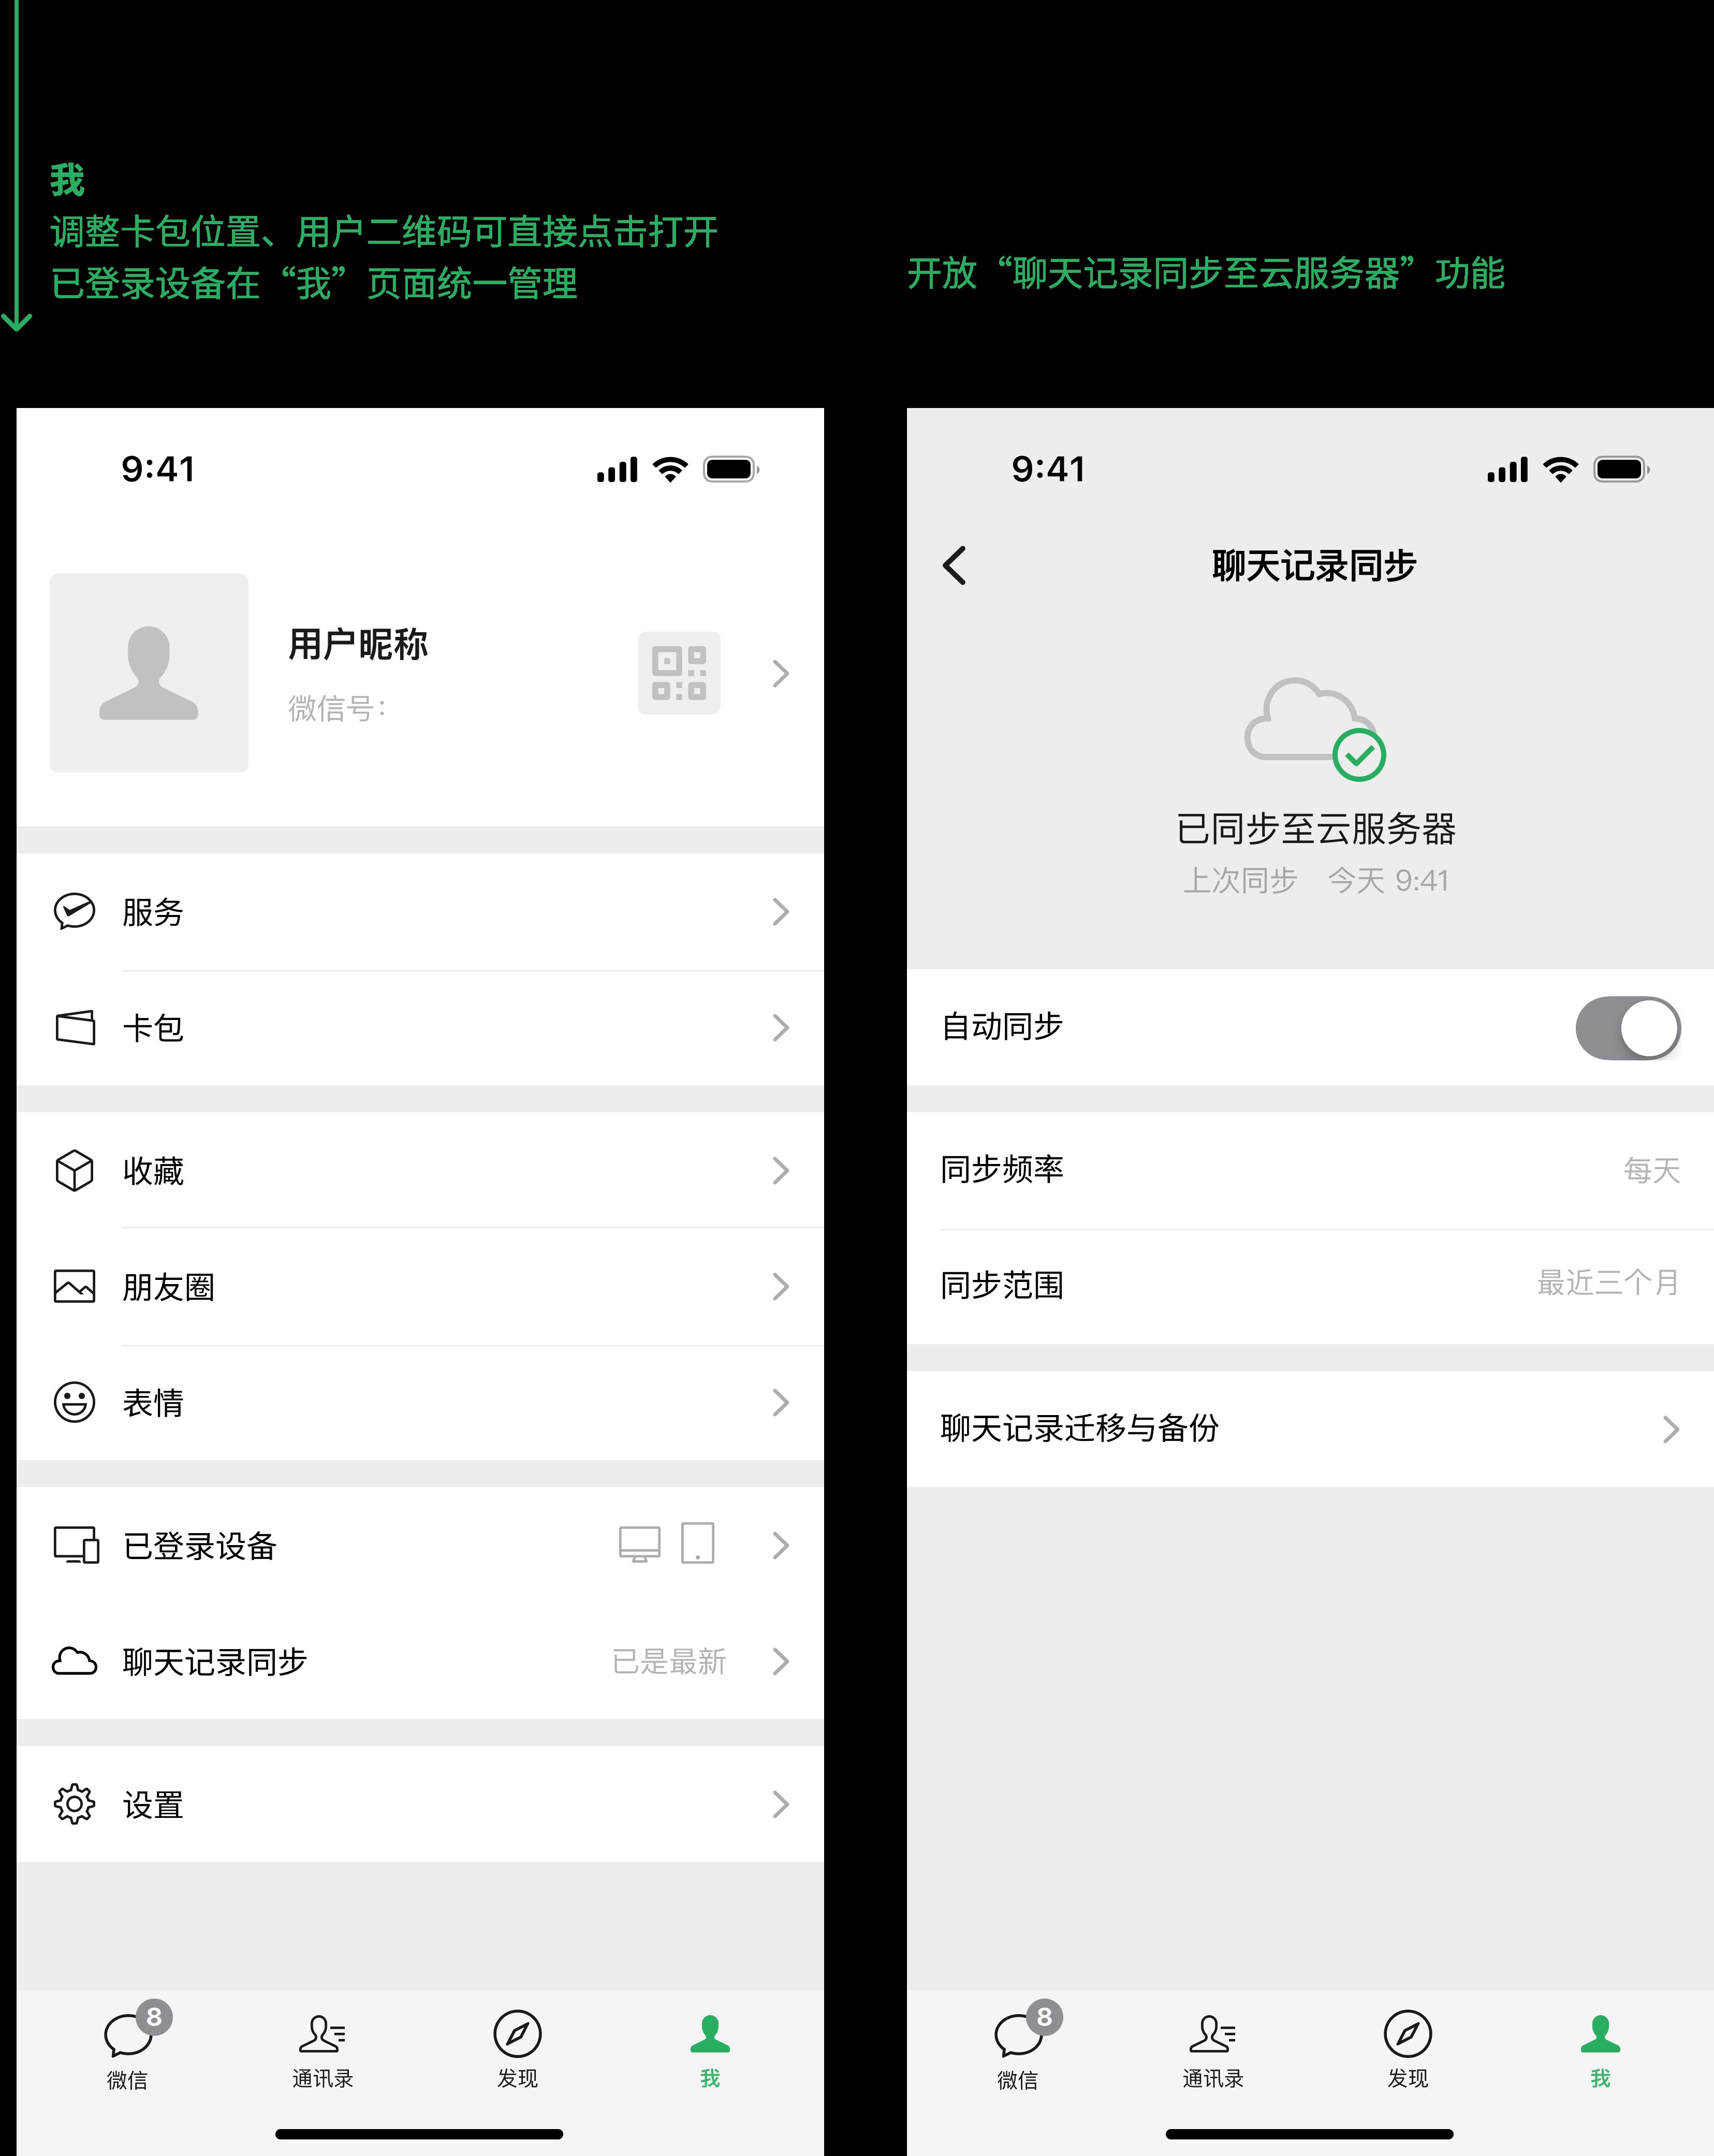 我
调整卡包位置、用户二维码可直接点击打开
已登录设备在“我”页面统一管理
9:41
用户昵称
微信号:
服务
卡包
收藏
朋友圈
表情
已登录设备
聊天记录同步 已是最新
设置
8
微信 通讯录 发现 我
开放“聊天记录同步至云服务器”功能
9:41
聊天记录同步
已同步至云服务器
上次同步 今天 9:41
自动同步
同步频率 每天
同步范围 最近三个月
聊天记录迁移与备份
8
微信 通讯录 发现 我